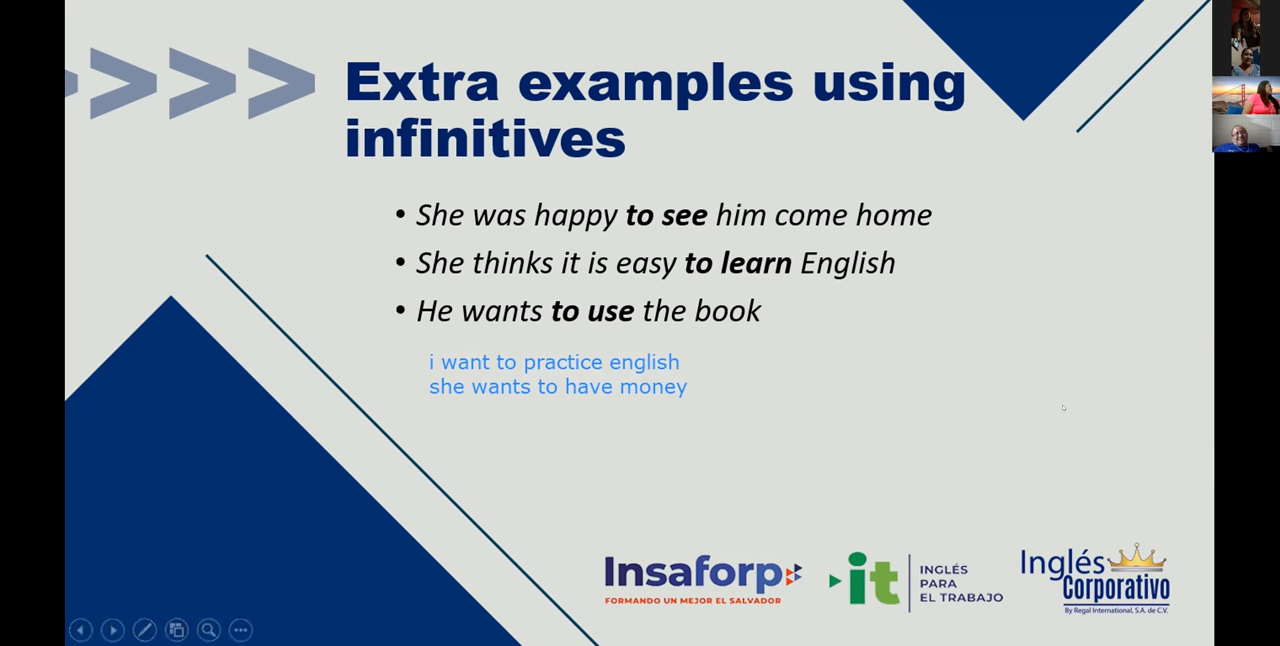 Extra examples using
infinitives
• She was happy to see him come home
• She thinks it is easy to learn English
• He wants to use the book
i want to practice english
she wants to have money
Insaforp
FORMANDO UN MEJOR EL SALVADOR
it
INGLÉS
PARA
EL TRABAJO
Inglés
Corporativo
By Regal International, S.A. de C.V.